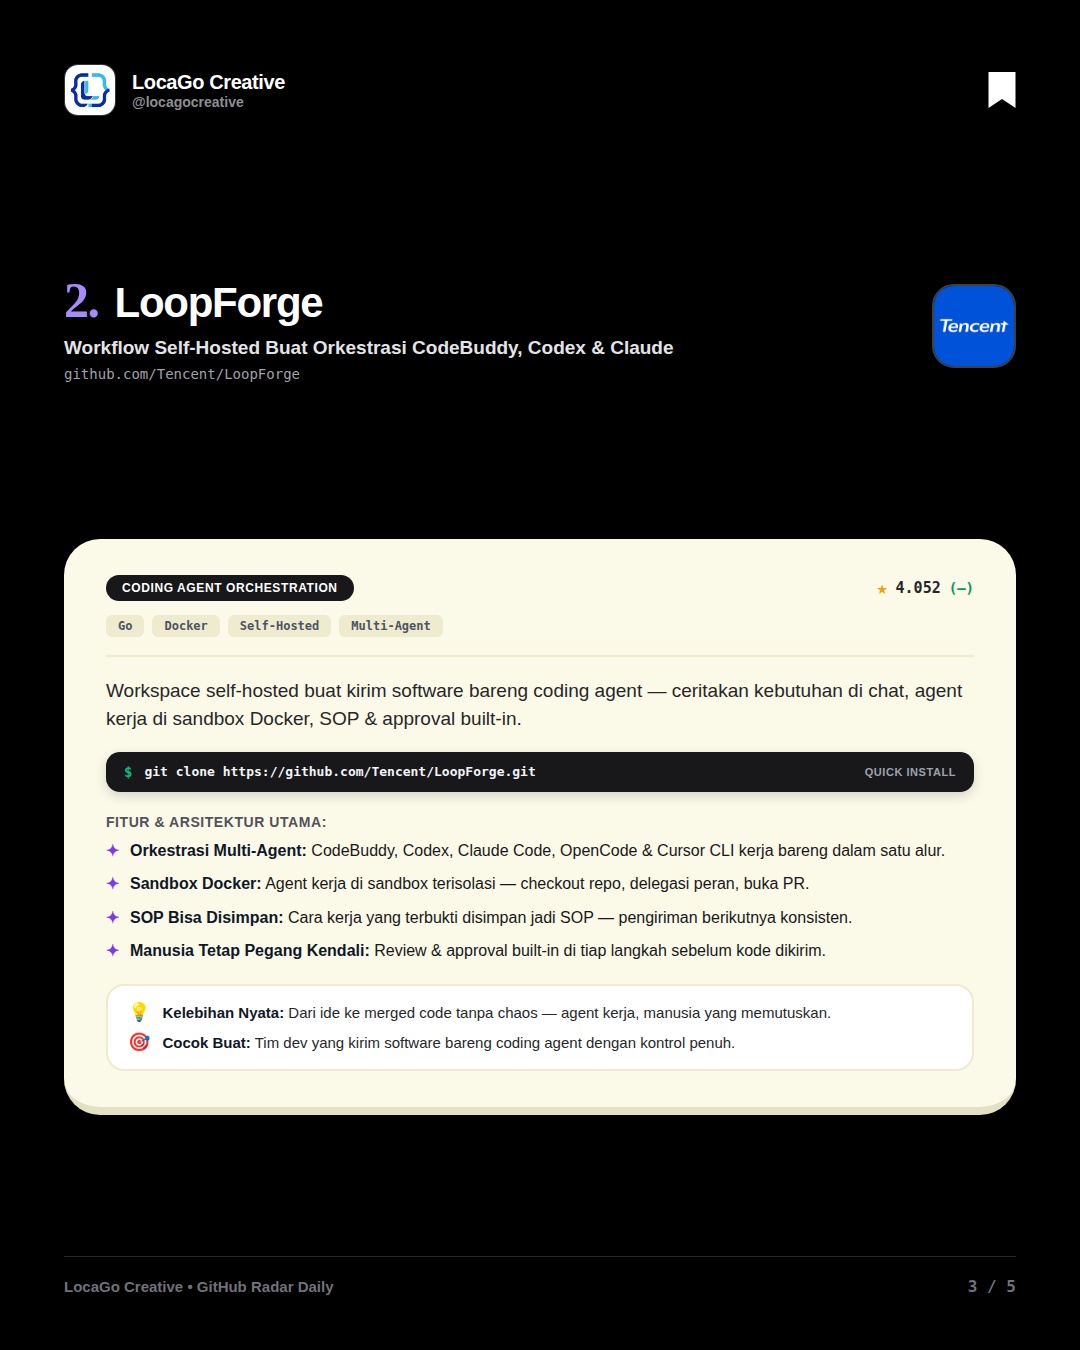 LocaGo Creative
@locagocreative
2. LoopForge
Workflow Self-Hosted Buat Orkestrasi CodeBuddy, Codex & Claude
github.com/Tencent/LoopForge
Tencent
CODING AGENT ORCHESTRATION
★ 4.052 (—)
Go Docker Self-Hosted Multi-Agent
Workspace self-hosted buat kirim software bareng coding agent — ceritakan kebutuhan di chat, agent
kerja di sandbox Docker, SOP & approval built-in.
$ git clone https://github.com/Tencent/LoopForge.git QUICK INSTALL
FITUR & ARSITEKTUR UTAMA:
✦ Orkestrasi Multi-Agent: CodeBuddy, Codex, Claude Code, OpenCode & Cursor CLI kerja bareng dalam satu alur.
✦ Sandbox Docker: Agent kerja di sandbox terisolasi — checkout repo, delegasi peran, buka PR.
✦ SOP Bisa Disimpan: Cara kerja yang terbukti disimpan jadi SOP — pengiriman berikutnya konsisten.
✦ Manusia Tetap Pegang Kendali: Review & approval built-in di tiap langkah sebelum kode dikirim.
💡 Kelebihan Nyata: Dari ide ke merged code tanpa chaos — agent kerja, manusia yang memutuskan.
🎯 Cocok Buat: Tim dev yang kirim software bareng coding agent dengan kontrol penuh.
LocaGo Creative • GitHub Radar Daily
3 / 5